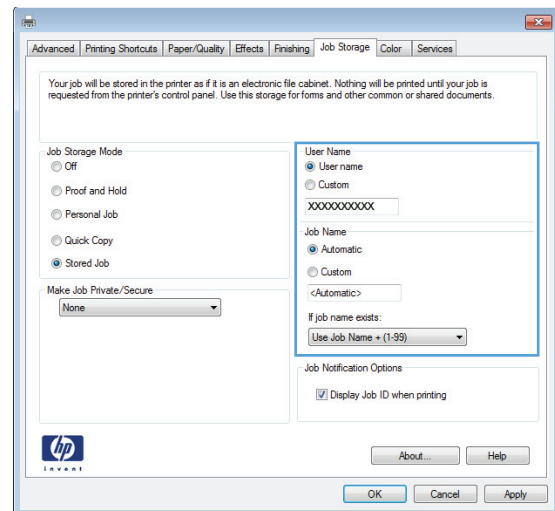 Advanced Printing Shortcuts Paper/Quality Effects Finishing Job Storage Color Services
Your job will be stored in the printer as if it is an electronic file cabinet. Nothing will be printed until your job is
requested from the printer's control panel. Use this storage for forms and other common or shared documents.
Job Storage Mode
Off
Proof and Hold
Personal Job
Quick Copy
Stored Job
Make Job Private/Secure
None
User Name
User name
Custom
XXXXXXXXXX
Job Name
Automatic
Custom
<Automatic>
If job name exists:
Use Job Name + (1-99)
Job Notification Options
Display Job ID when printing
hp
invent
About... Help
OK Cancel Apply